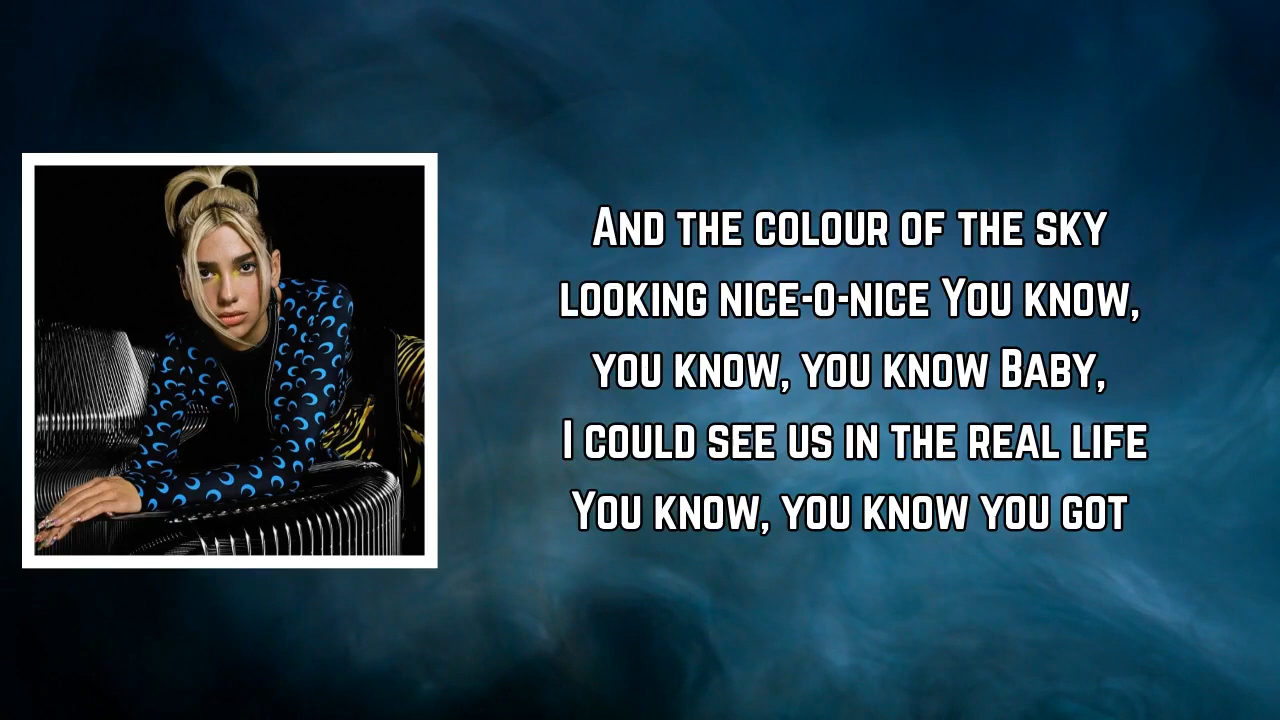 And the colour of the sky
looking nice-o-nice You know,
you know, you know Baby,
I could see us in the real life
You know, you know you got